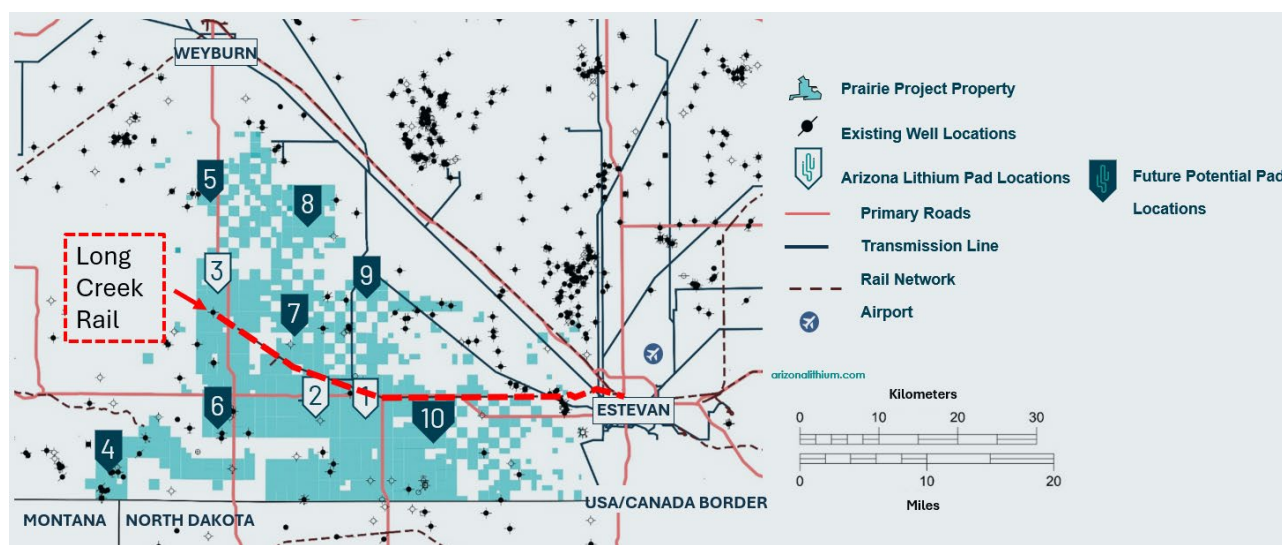 WEYBURN
5
8
Long
Creek
Rail
3
9
7
6
2
1
10
4
ESTEVAN
USA/CANADA BORDER
MONTANA
NORTH DAKOTA
Prairie Project Property
Existing Well Locations
Arizona Lithium Pad Locations
Future Potential Pad
Locations
Primary Roads
Transmission Line
Rail Network
Airport
arizonalithium.com
Kilometers
0 10 20 30
0 10 20
Miles